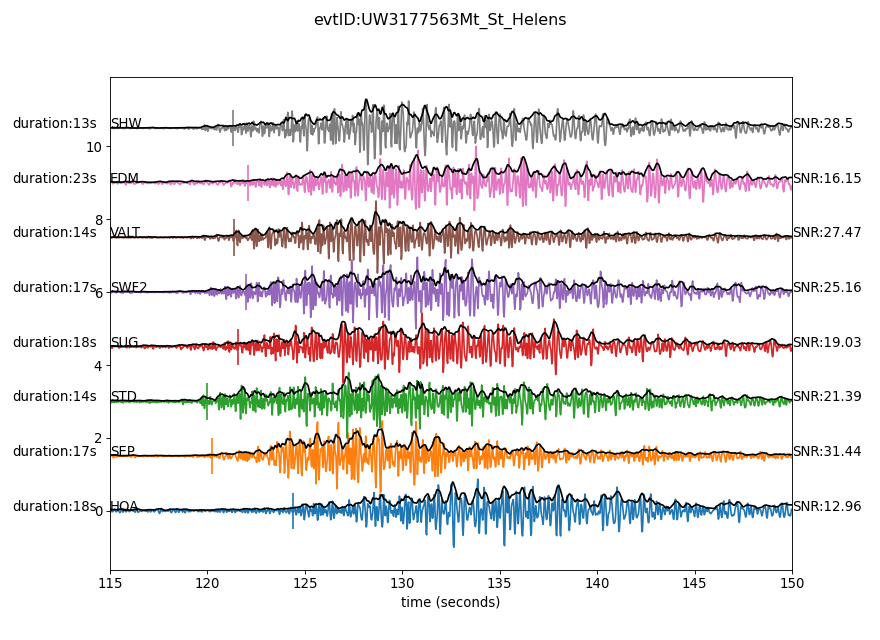 evtID:UW3177563Mt_St_Helens
duration:13s SHW SNR:28.5
10
duration:23s EDM SNR:16.15
8
duration:14s VALT SNR:27.47
duration:17s SWF2 SNR:25.16
6
duration:18s SUG SNR:19.03
4
duration:14s STD SNR:21.39
2
duration:17s SEP SNR:31.44
duration:18s HOA SNR:12.96
0
115 120 125 130 135 140 145 150
time (seconds)